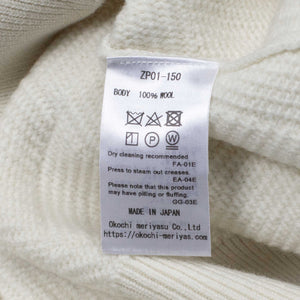 ZP01-150
BODY 100% WOOL
Dry cleaning recommended
FA-01E
Press to steam out creases.
EA-04E
Please note that this product
may have pilling or fluffing.
GG-03E
MADE IN JAPAN
Okochi meriyasu Co.,Ltd
https://okochi-meriyas.com/